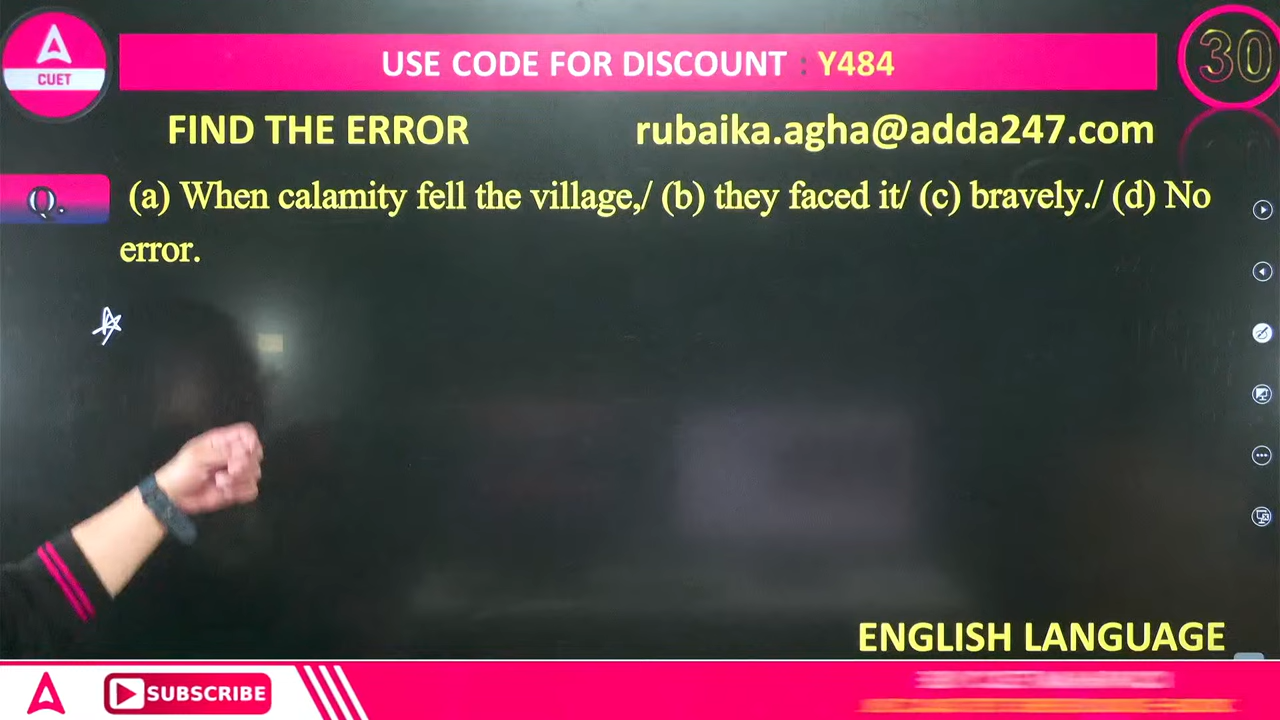 CUET
USE CODE FOR DISCOUNT : Y484
30
FIND THE ERROR
rubaika.agha@adda247.com
Q. (a) When calamity fell the village,/ (b) they faced it/ (c) bravely./ (d) No
error.
ENGLISH LANGUAGE
SUBSCRIBE